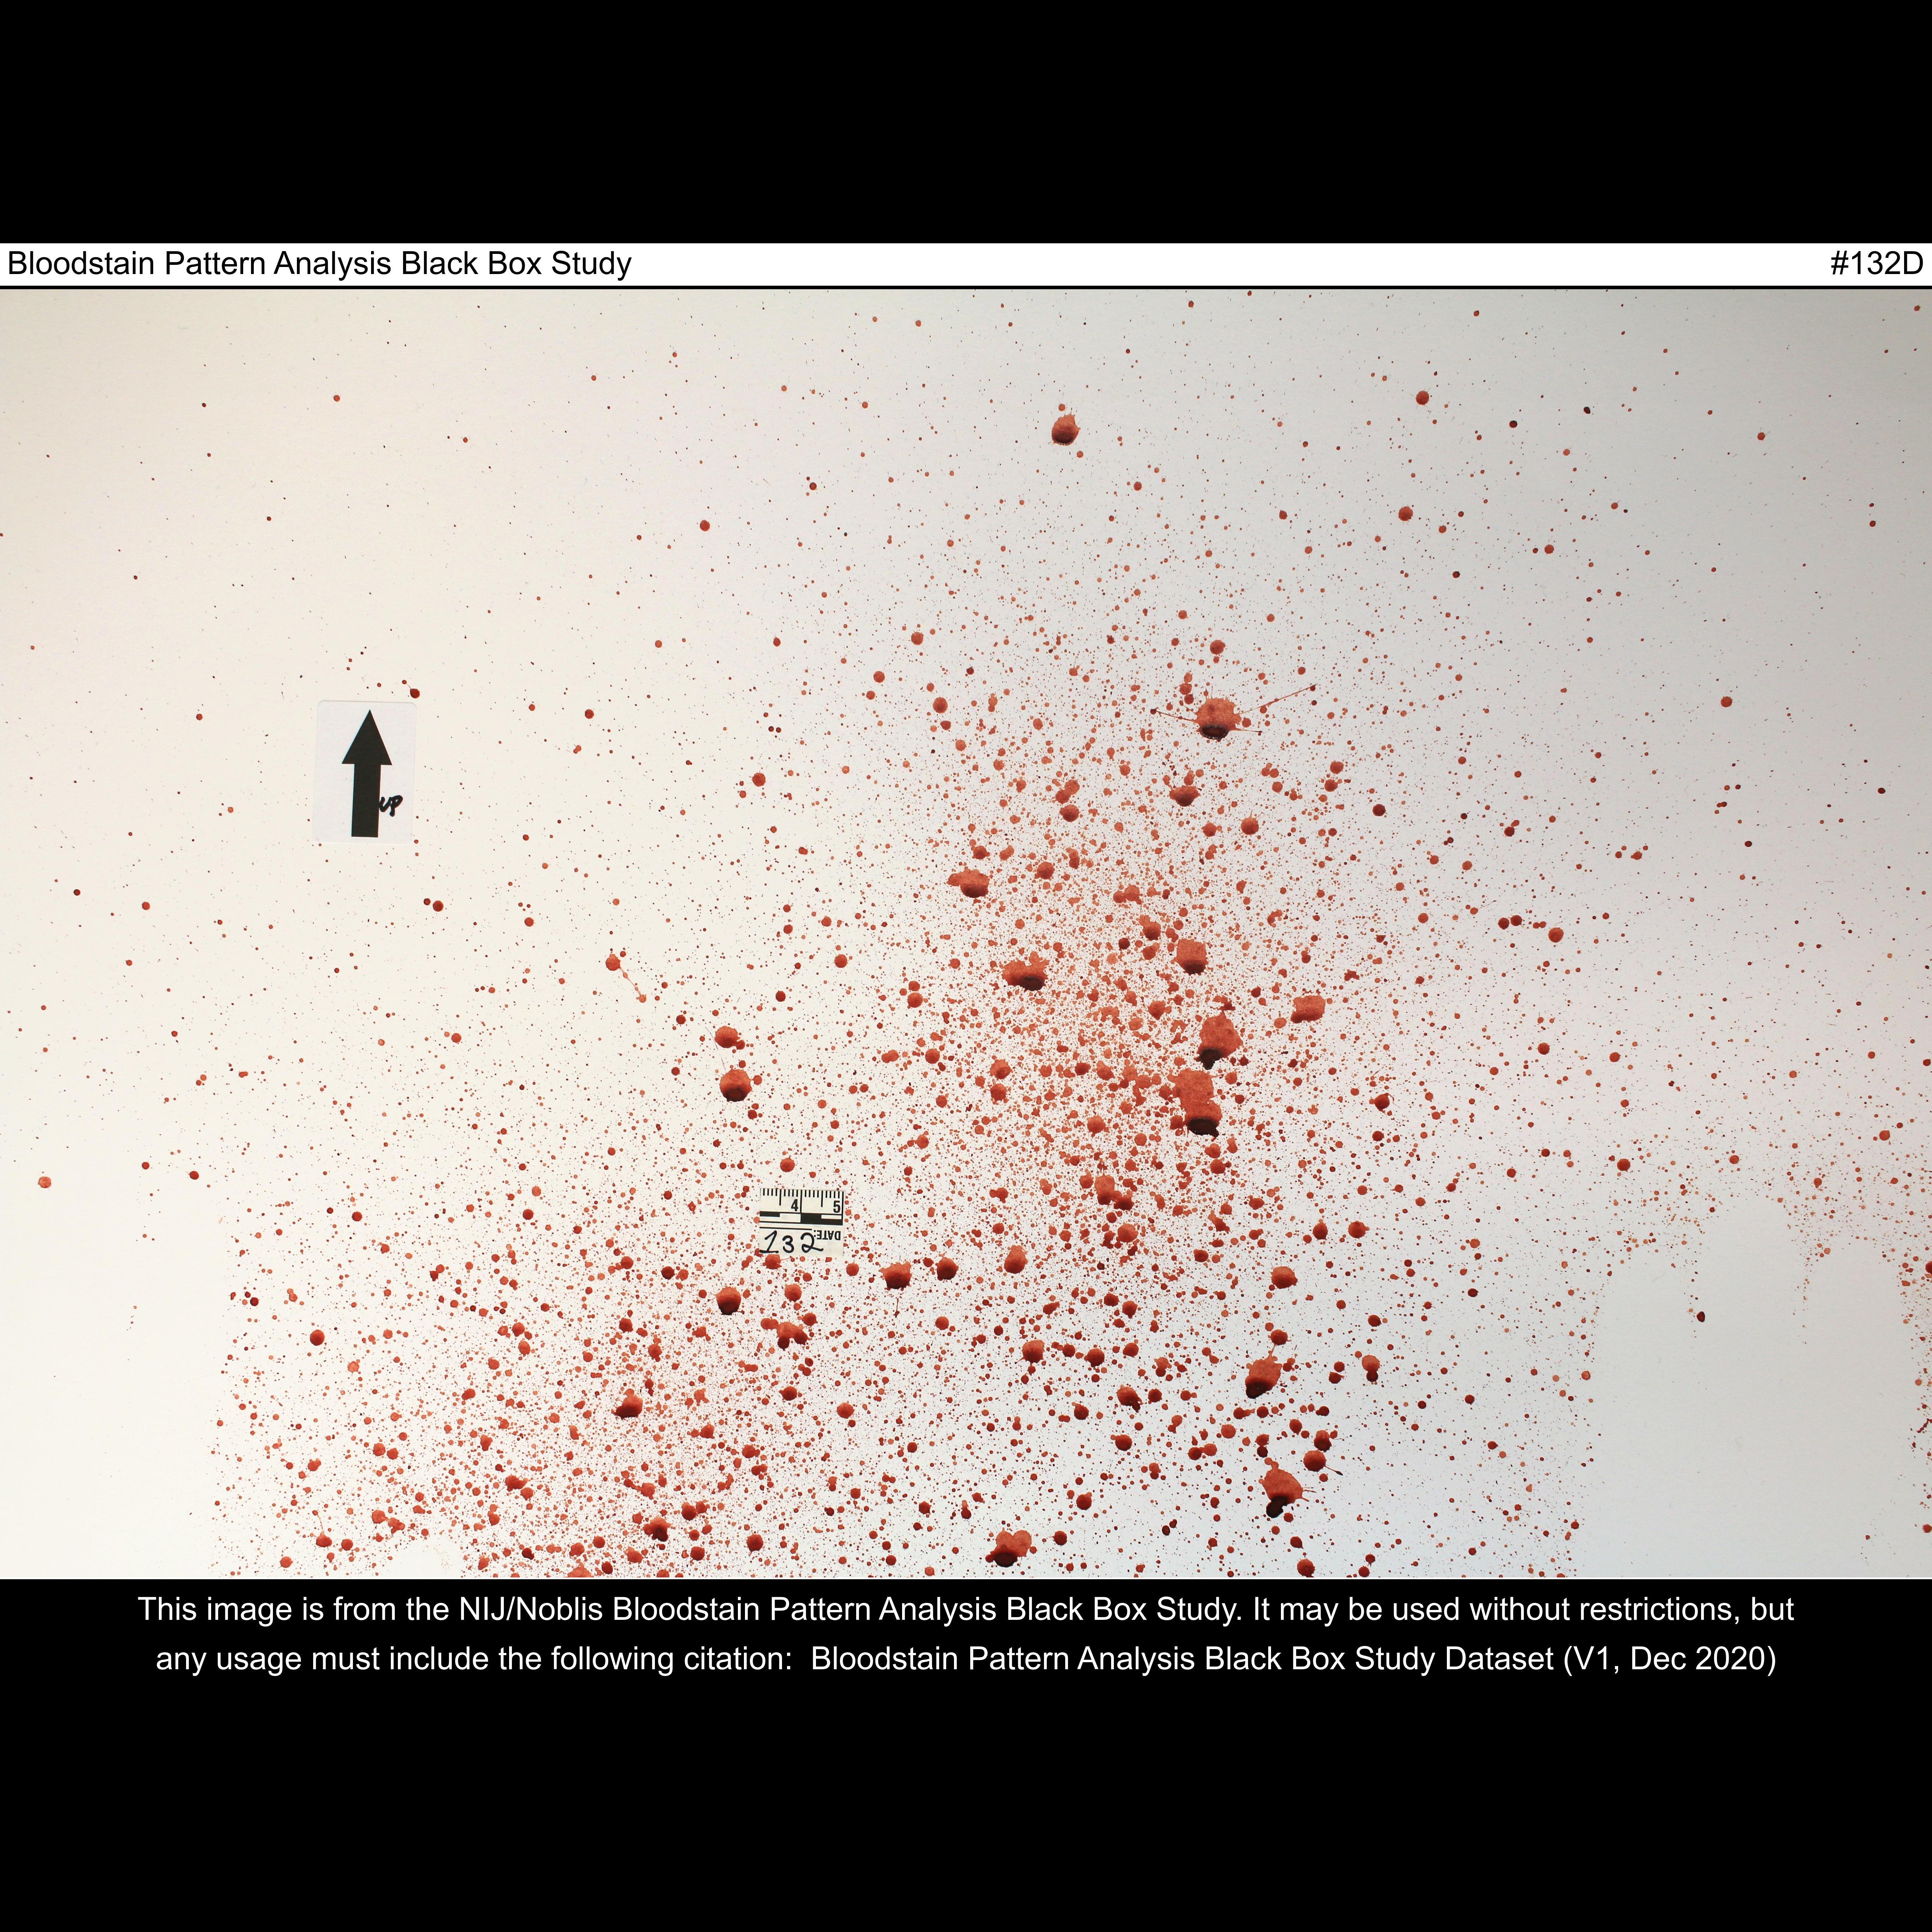 Bloodstain Pattern Analysis Black Box Study #132D
up
4 5
DATE:
132
This image is from the NIJ/Noblis Bloodstain Pattern Analysis Black Box Study. It may be used without restrictions, but
any usage must include the following citation: Bloodstain Pattern Analysis Black Box Study Dataset (V1, Dec 2020)